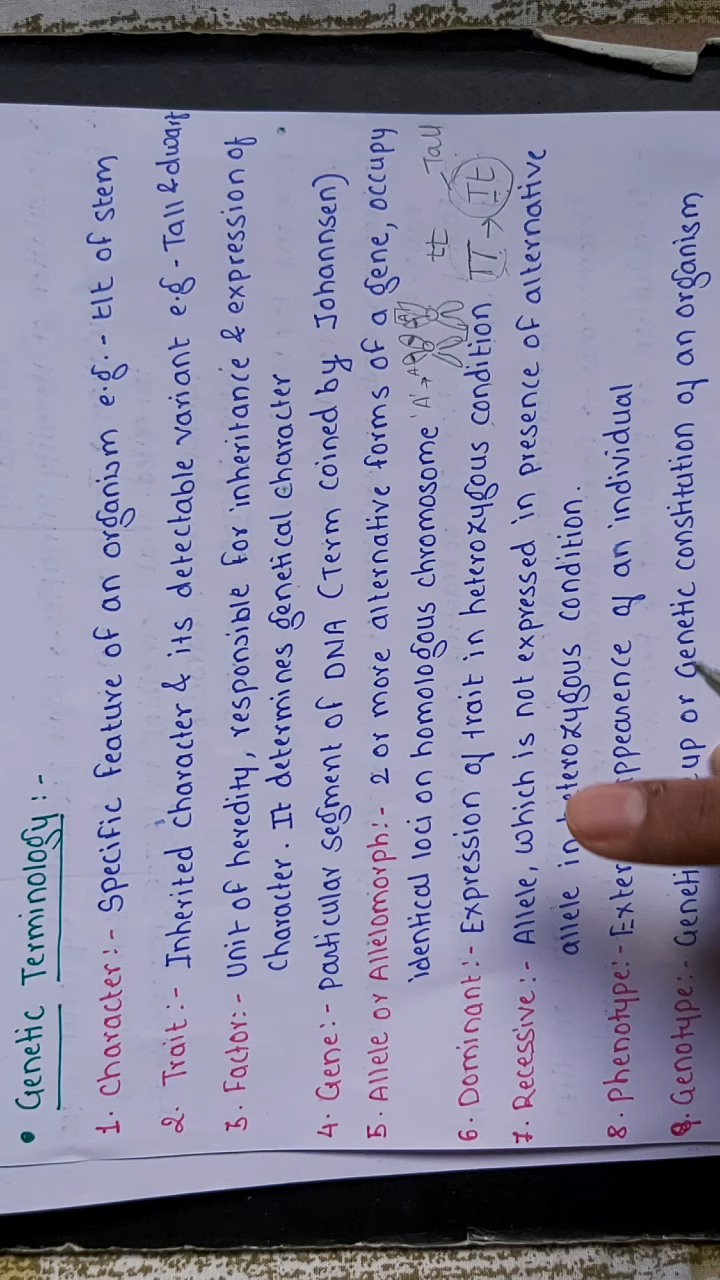 • Genetic Terminology :-
1. Character :- Specific feature of an organism e.g. - Ht of stem
2. Trait :- Inherited character & its detectable variant e.g - Tall & dwarf
3. Factor:- Unit of heredity, responsible for inheritance & expression of
character. It determines genetical character
4. Gene :- Particular segment of DNA (Term coined by Johannsen)
5. Allele or Allelomorph:- 2 or more alternative forms of a gene, occupy
identical loci on homologous chromosome 'A' → A A tt Tall
6. Dominant :- Expression of trait in heterozygous condition. TT → Tt
7. Recessive :- Allele, which is not expressed in presence of alternative
allele in condition.
8. Phenotype:- of an individual
9. Genotype:- up or Genetic constitution of an organism